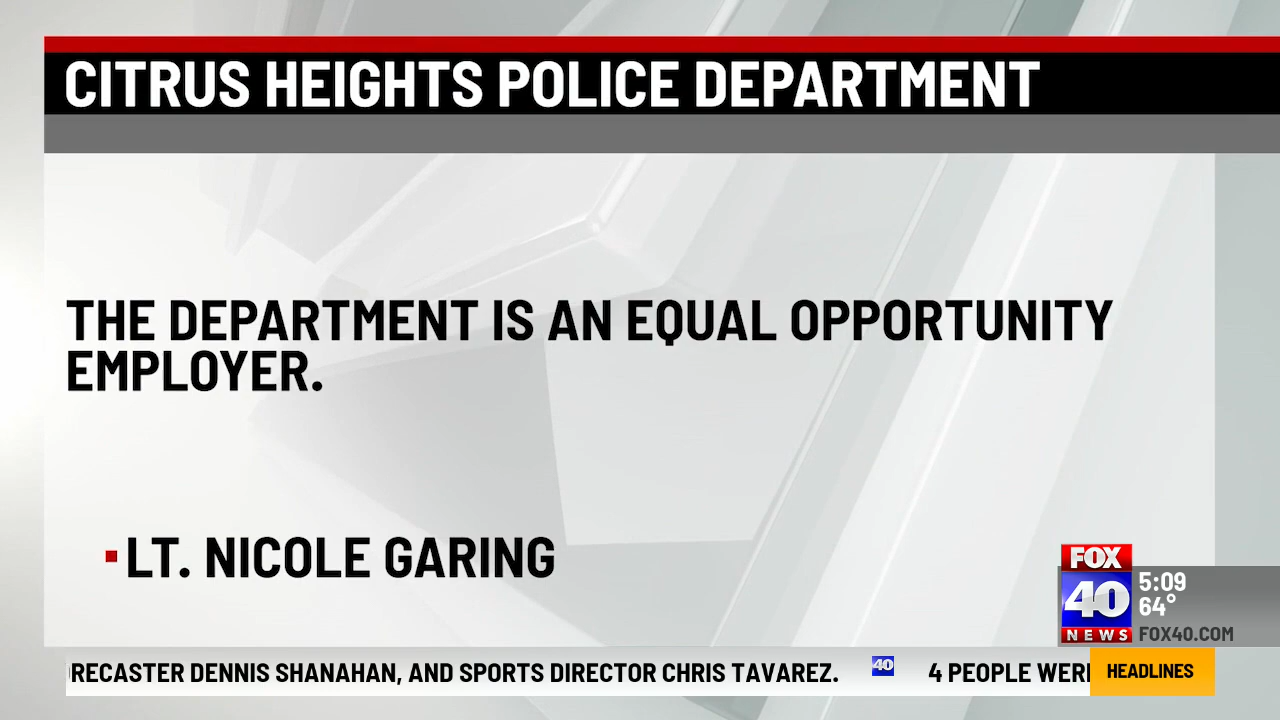 CITRUS HEIGHTS POLICE DEPARTMENT
THE DEPARTMENT IS AN EQUAL OPPORTUNITY
EMPLOYER.
LT. NICOLE GARING
FOX
40
NEWS
5:09
64°
FOX40.COM
RECASTER DENNIS SHANAHAN, AND SPORTS DIRECTOR CHRIS TAVAREZ. 40 4 PEOPLE WER
HEADLINES